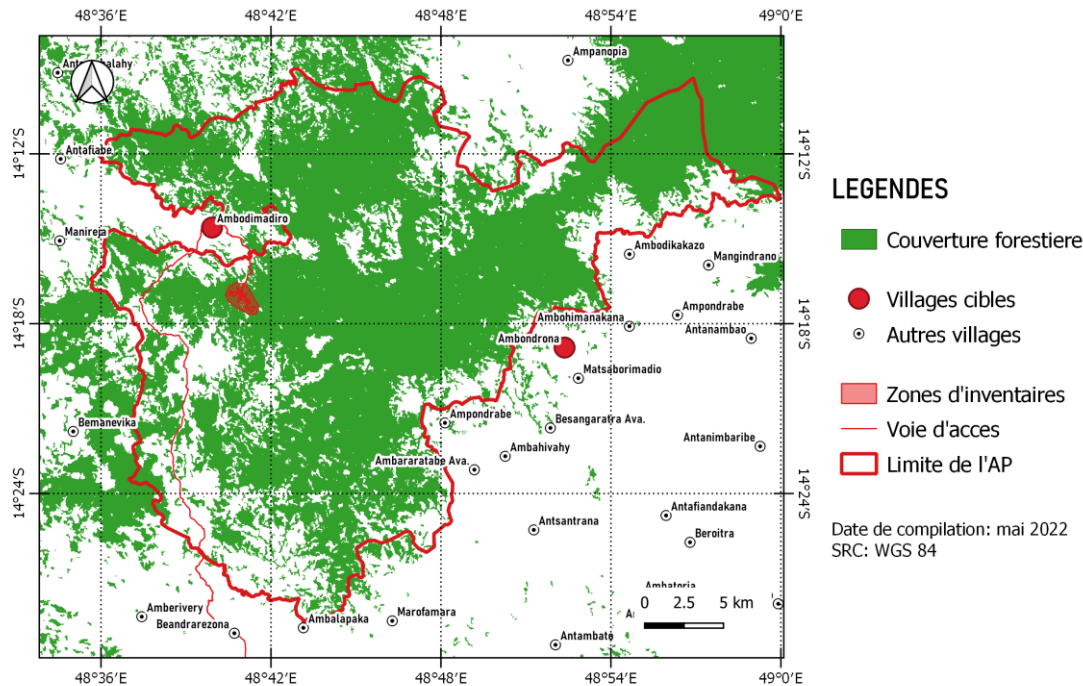 48°36′E 48°42′E 48°48′E 48°54′E 49°0′E
Ampanopia
14°12′S 14°12′S
Antafiabe
Ambodimadiro
Manireja
Ambodikakazo
Mangindrano
Ampondrabe
Ambohimanakana
14°18′S 14°18′S
Antanambao
Ambondrona
Matsaborimadio
Ampondrabe
Besangaratra Ava.
Bemanevika
Antanimbaribe
Ambahivahy
Ambararatabe Ava.
14°24′S 14°24′S
Antafiandakana
Antsantrana
Beroitra
Ambatoria
0 2.5 5 km
Amberivery
Marofamara
Ambalapaka
Beandrarezona
Antambato
48°36′E 48°42′E 48°48′E 48°54′E 49°0′E
LEGENDES
Couverture forestiere
Villages cibles
Autres villages
Zones d'inventaires
Voie d'acces
Limite de l'AP
Date de compilation: mai 2022
SRC: WGS 84